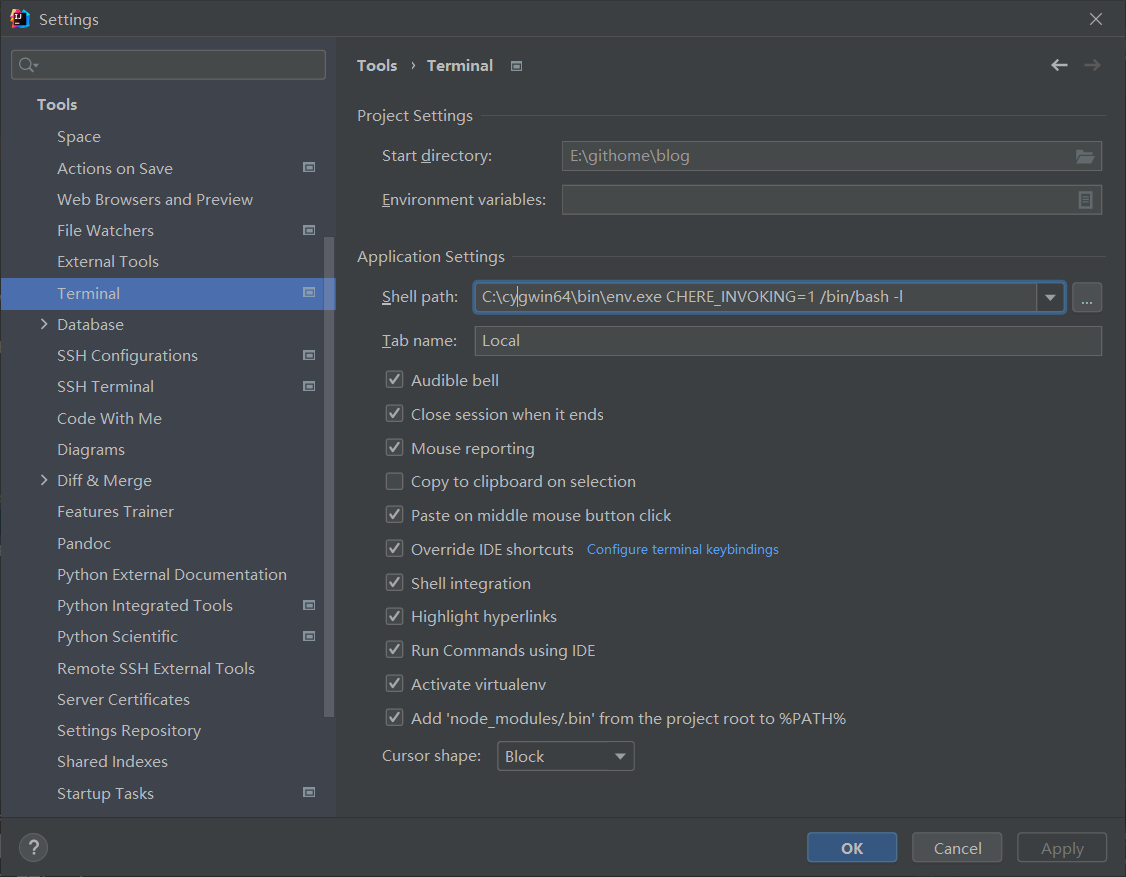 Settings
Tools
Space
Actions on Save
Web Browsers and Preview
File Watchers
External Tools
Terminal
Database
SSH Configurations
SSH Terminal
Code With Me
Diagrams
Diff & Merge
Features Trainer
Pandoc
Python External Documentation
Python Integrated Tools
Python Scientific
Remote SSH External Tools
Server Certificates
Settings Repository
Shared Indexes
Startup Tasks
Tools › Terminal
Project Settings
Start directory: E:\githome\blog
Environment variables:
Application Settings
Shell path: C:\cygwin64\bin\env.exe CHERE_INVOKING=1 /bin/bash -l ...
Tab name: Local
Audible bell
Close session when it ends
Mouse reporting
Copy to clipboard on selection
Paste on middle mouse button click
Override IDE shortcuts Configure terminal keybindings
Shell integration
Highlight hyperlinks
Run Commands using IDE
Activate virtualenv
Add 'node_modules/.bin' from the project root to %PATH%
Cursor shape: Block
? OK Cancel Apply